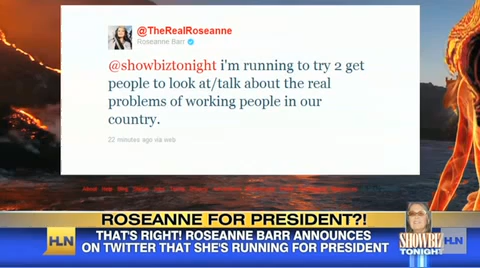 @TheRealRoseanne
Roseanne Barr
@showbiztonight i'm running to try 2 get
people to look at/talk about the real
problems of working people in our
country.
22 minutes ago via web
ROSEANNE FOR PRESIDENT?!
HLN
THAT'S RIGHT! ROSEANNE BARR ANNOUNCES
ON TWITTER THAT SHE'S RUNNING FOR PRESIDENT
SHOWBIZ
TONIGHT
HLN